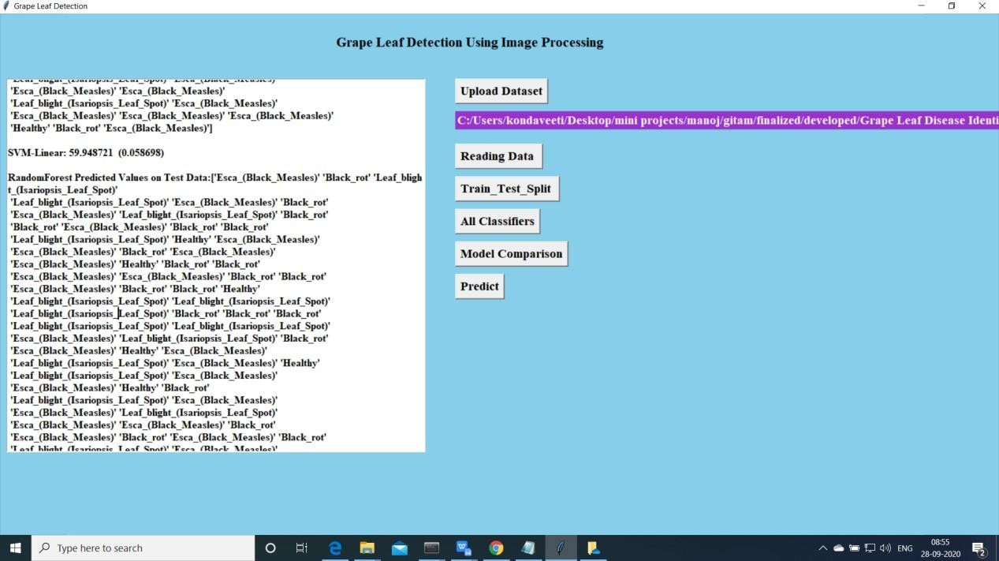 Grape Leaf Detection
Grape Leaf Detection Using Image Processing
'Leaf_blight_(Isariopsis_Leaf_Spot)' 'Esca_(Black_Measles)'
'Esca_(Black_Measles)' 'Esca_(Black_Measles)'
'Leaf_blight_(Isariopsis_Leaf_Spot)' 'Esca_(Black_Measles)'
'Esca_(Black_Measles)' 'Esca_(Black_Measles)' 'Esca_(Black_Measles)'
'Healthy' 'Black_rot' 'Esca_(Black_Measles)']
SVM-Linear: 59.948721 (0.058698)
RandomForest Predicted Values on Test Data:['Esca_(Black_Measles)' 'Black_rot' 'Leaf_bligh
t_(Isariopsis_Leaf_Spot)'
'Leaf_blight_(Isariopsis_Leaf_Spot)' 'Esca_(Black_Measles)' 'Black_rot'
'Esca_(Black_Measles)' 'Leaf_blight_(Isariopsis_Leaf_Spot)' 'Black_rot'
'Black_rot' 'Esca_(Black_Measles)' 'Black_rot' 'Black_rot'
'Leaf_blight_(Isariopsis_Leaf_Spot)' 'Healthy' 'Esca_(Black_Measles)'
'Esca_(Black_Measles)' 'Black_rot' 'Esca_(Black_Measles)'
'Esca_(Black_Measles)' 'Healthy' 'Black_rot' 'Black_rot'
'Esca_(Black_Measles)' 'Esca_(Black_Measles)' 'Black_rot' 'Black_rot'
'Esca_(Black_Measles)' 'Black_rot' 'Black_rot' 'Healthy'
'Leaf_blight_(Isariopsis_Leaf_Spot)' 'Leaf_blight_(Isariopsis_Leaf_Spot)'
'Leaf_blight_(Isariopsis_Leaf_Spot)' 'Black_rot' 'Black_rot' 'Black_rot'
'Leaf_blight_(Isariopsis_Leaf_Spot)' 'Leaf_blight_(Isariopsis_Leaf_Spot)'
'Esca_(Black_Measles)' 'Leaf_blight_(Isariopsis_Leaf_Spot)' 'Black_rot'
'Esca_(Black_Measles)' 'Healthy' 'Esca_(Black_Measles)'
'Leaf_blight_(Isariopsis_Leaf_Spot)' 'Esca_(Black_Measles)' 'Healthy'
'Leaf_blight_(Isariopsis_Leaf_Spot)' 'Esca_(Black_Measles)'
'Esca_(Black_Measles)' 'Healthy' 'Black_rot'
'Leaf_blight_(Isariopsis_Leaf_Spot)' 'Esca_(Black_Measles)'
'Esca_(Black_Measles)' 'Leaf_blight_(Isariopsis_Leaf_Spot)'
'Esca_(Black_Measles)' 'Esca_(Black_Measles)' 'Black_rot'
'Esca_(Black_Measles)' 'Black_rot' 'Esca_(Black_Measles)' 'Black_rot'
'Leaf_blight_(Isariopsis_Leaf_Spot)' 'Esca_(Black_Measles)'
Upload Dataset
C:/Users/kondaveeti/Desktop/mini projects/manoj/gitam/finalized/developed/Grape Leaf Disease Identi
Reading Data
Train_Test_Split
All Classifiers
Model Comparison
Predict
Type here to search
ENG
08:55
28-09-2020
2